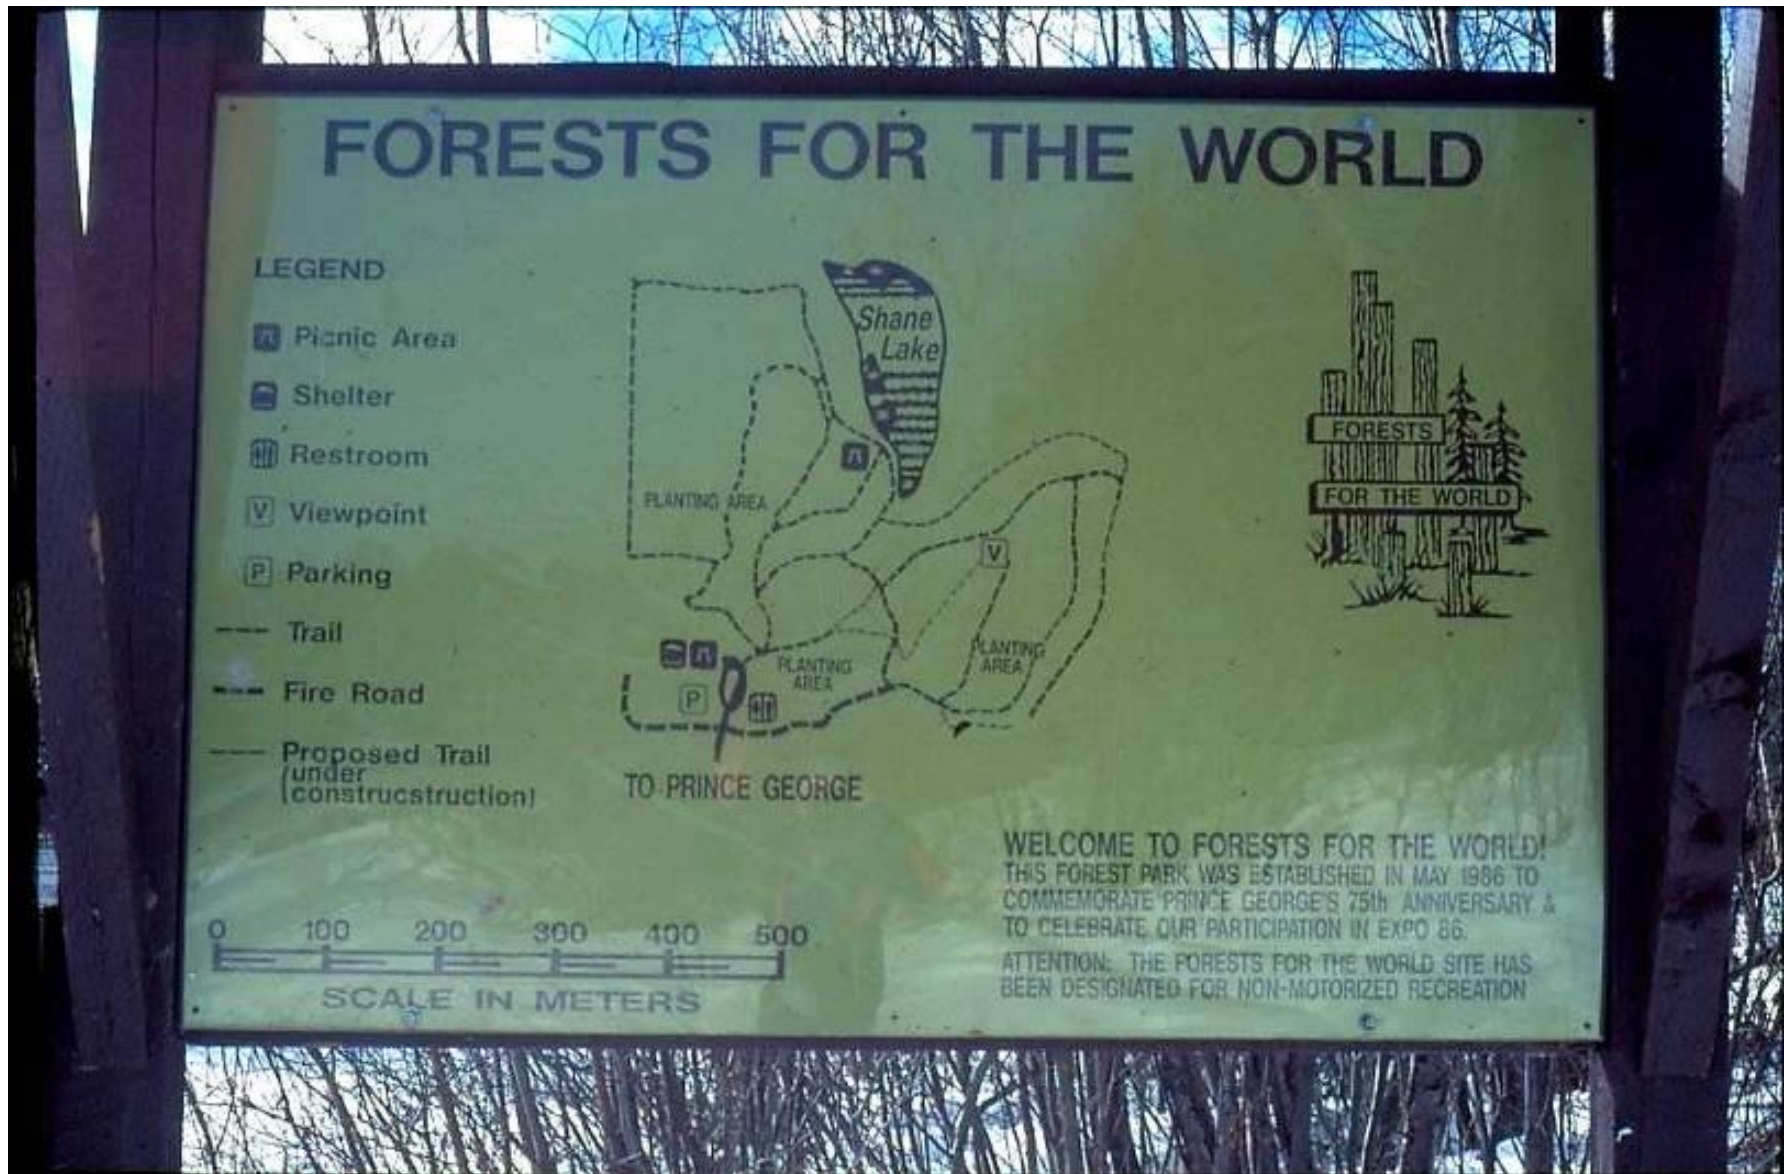 FORESTS FOR THE WORLD
LEGEND
Picnic Area
Shelter
Restroom
V Viewpoint
P Parking
Trail
Fire Road
Proposed Trail
(under
construcstruction)
0 100 200 300 400 500
SCALE IN METERS
Shane
Lake
PLANTING AREA
V
PLANTING
AREA
PLANTING
AREA
P
TO PRINCE GEORGE
FORESTS
FOR THE WORLD
WELCOME TO FORESTS FOR THE WORLD!
THIS FOREST PARK WAS ESTABLISHED IN MAY 1986 TO
COMMEMORATE PRINCE GEORGE'S 75th ANNIVERSARY &
TO CELEBRATE OUR PARTICIPATION IN EXPO 86.
ATTENTION: THE FORESTS FOR THE WORLD SITE HAS
BEEN DESIGNATED FOR NON-MOTORIZED RECREATION